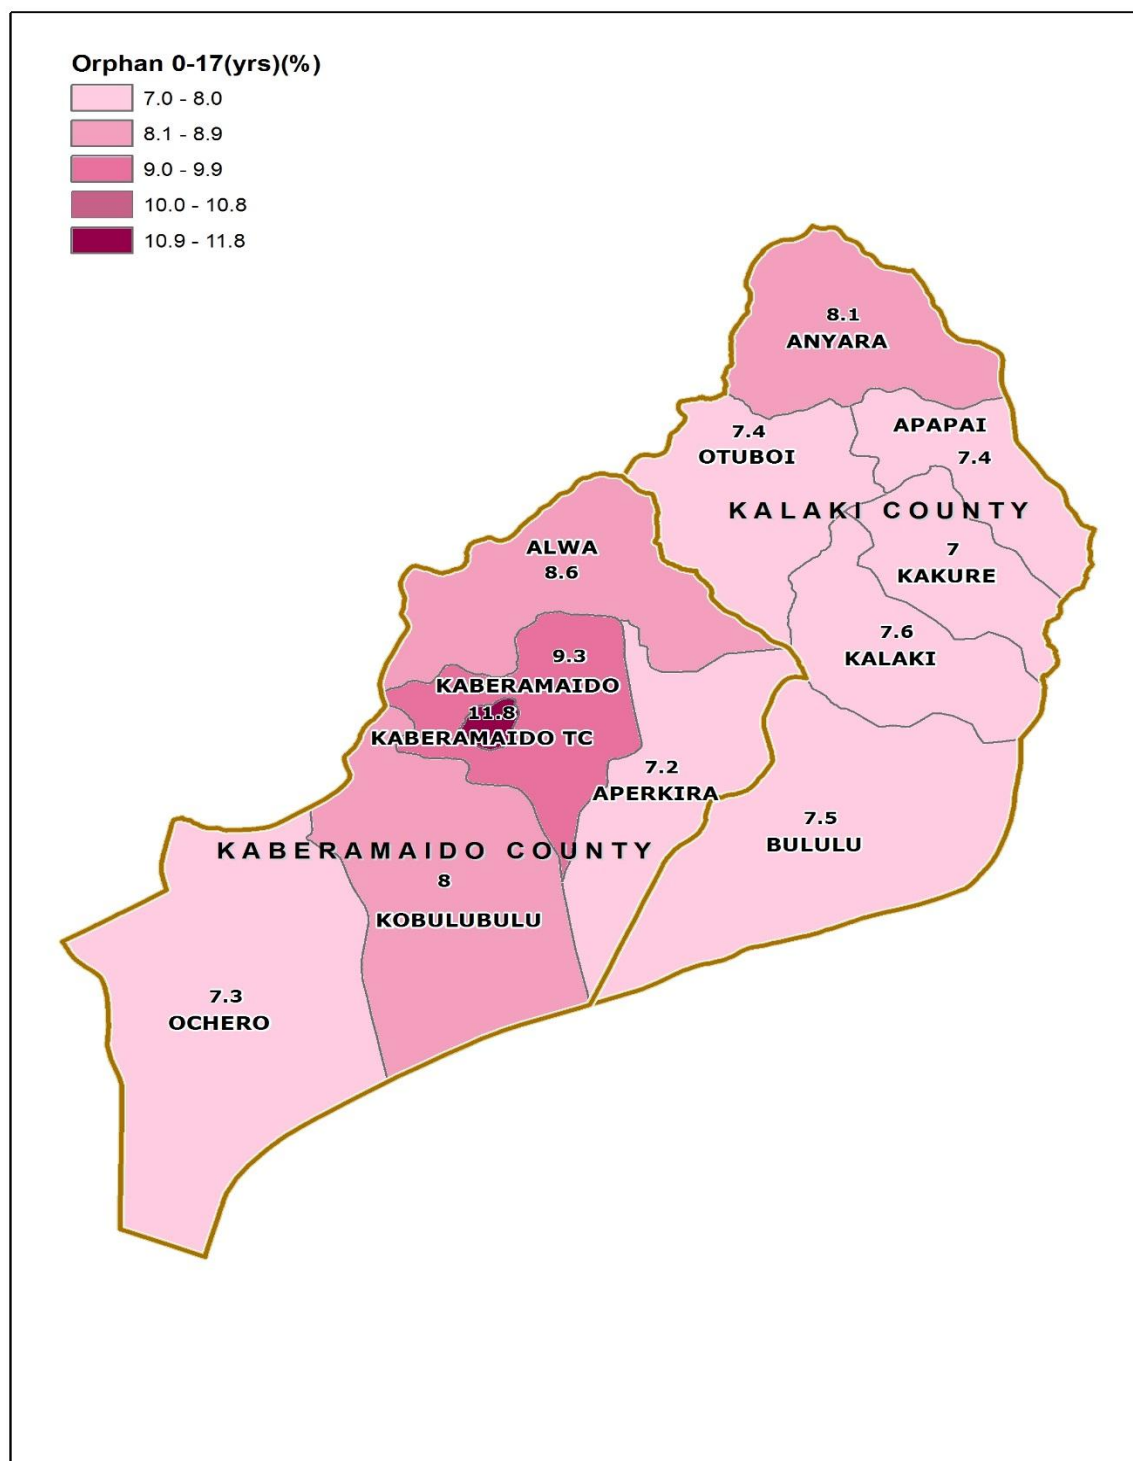 Orphan 0-17(yrs)(%)
7.0 - 8.0
8.1 - 8.9
9.0 - 9.9
10.0 - 10.8
10.9 - 11.8
8.1
ANYARA
APAPAI
7.4
7.4
OTUBOI
KALAKI COUNTY
7
KAKURE
ALWA
8.6
7.6
KALAKI
9.3
KABERAMAIDO
11.8
KABERAMAIDO TC
7.2
APERKIRA
7.5
BULULU
KABERAMAIDO COUNTY
8
KOBULUBULU
7.3
OCHERO